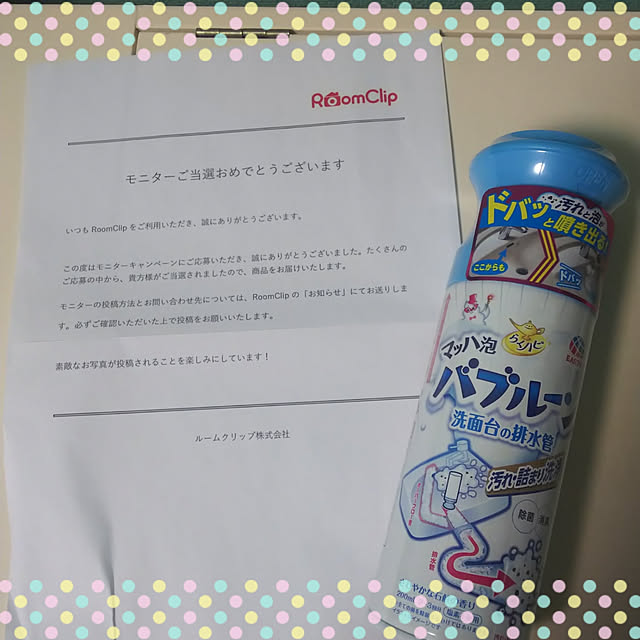 RoomClip
モニターご当選おめでとうございます
いつも RoomClip をご利用いただき、誠にありがとうございます。
この度はモニターキャンペーンにご応募いただき、誠にありがとうございました。たくさんの
ご応募の中から、貴方様がご当選されましたので、商品をお届けいたします。
モニターの投稿方法とお問い合わせ先については、RoomClip の「お知らせ」にてお送りしま
す。必ずご確認いただいた上で投稿をお願いいたします。
素敵なお写真が投稿されることを楽しみにしています！
ルームクリップ株式会社
汚れと泡が
ドバッと噴き出る!
ここからも
ドバッ
らくハピ
マッハ泡
バブルーン
洗面台の排水管
汚れ・詰まり洗浄
除菌
排水管